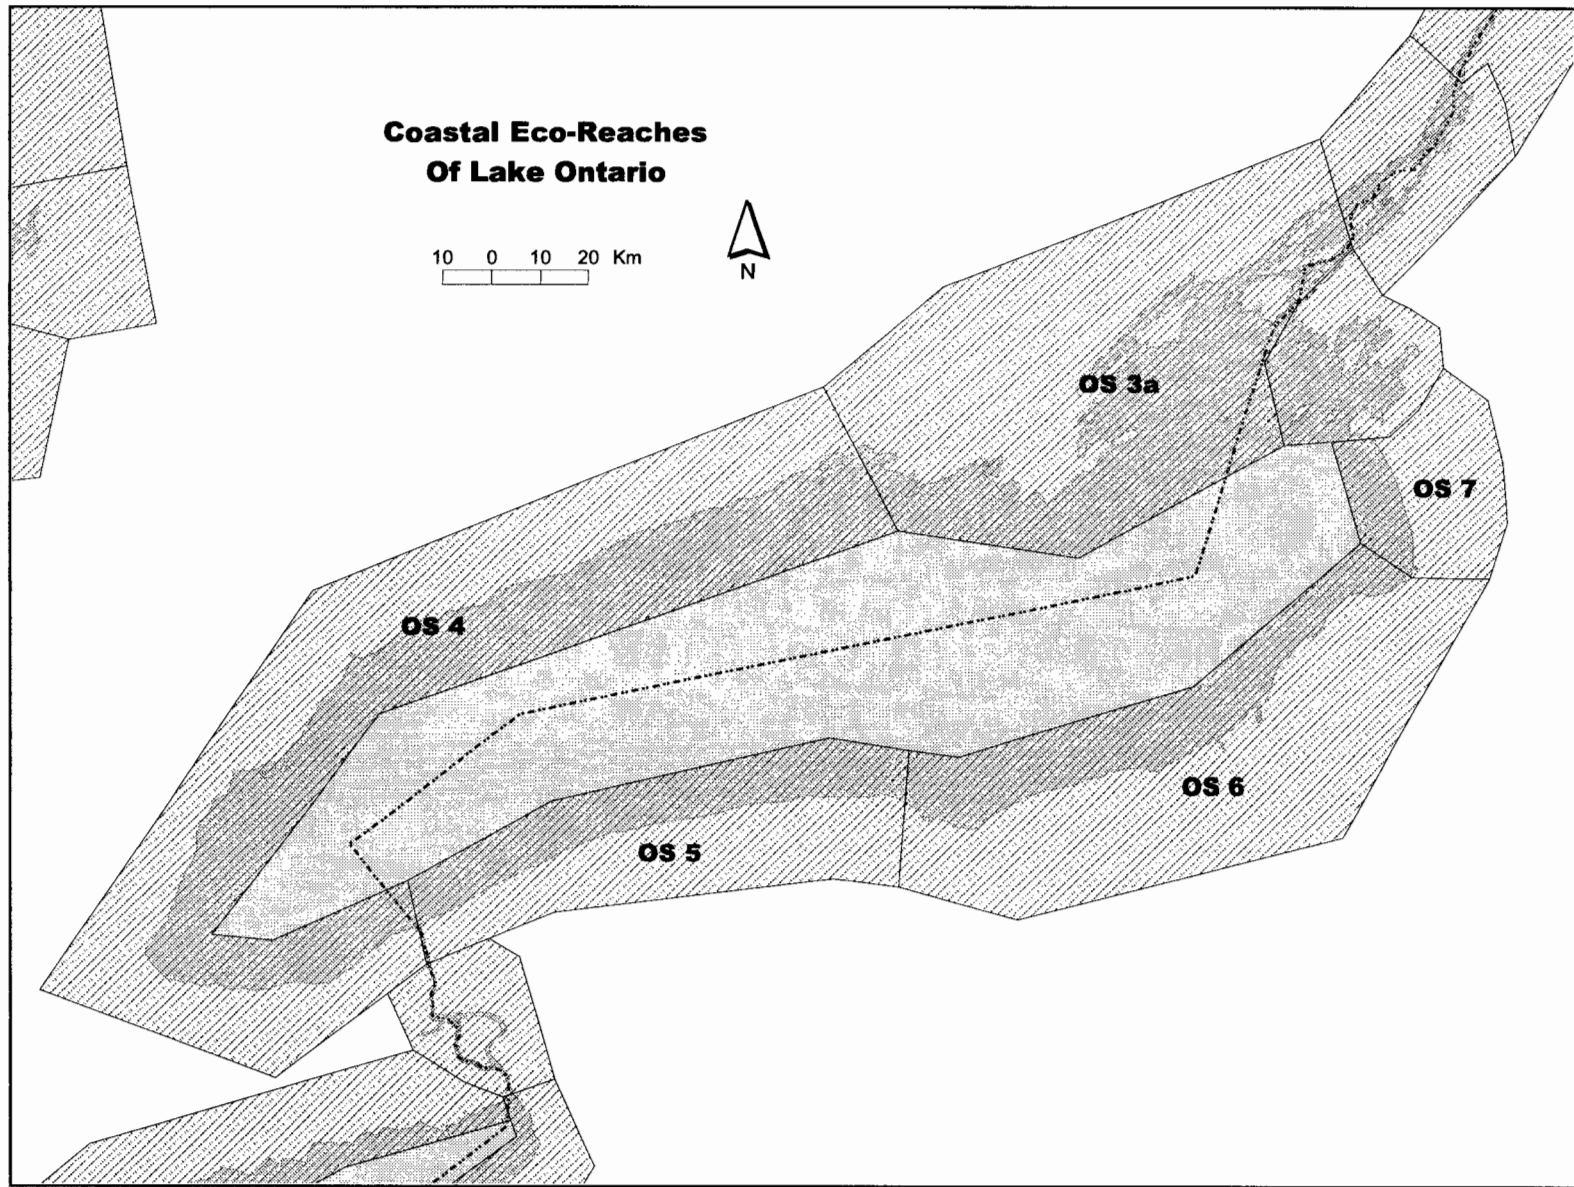 Coastal Eco-Reaches
Of Lake Ontario
10 0 10 20 Km
N
OS 3a
OS 7
OS 4
OS 6
OS 5